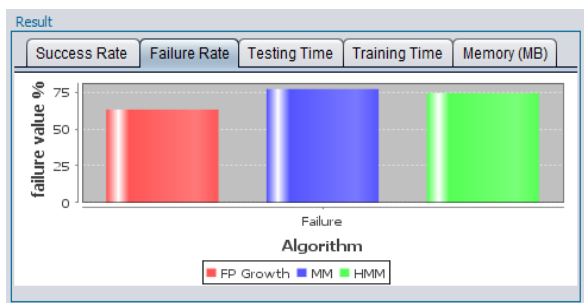 Result
Success Rate Failure Rate Testing Time Training Time Memory (MB)
failure value %
75
50
25
0
Failure
Algorithm
FP Growth MM HMM